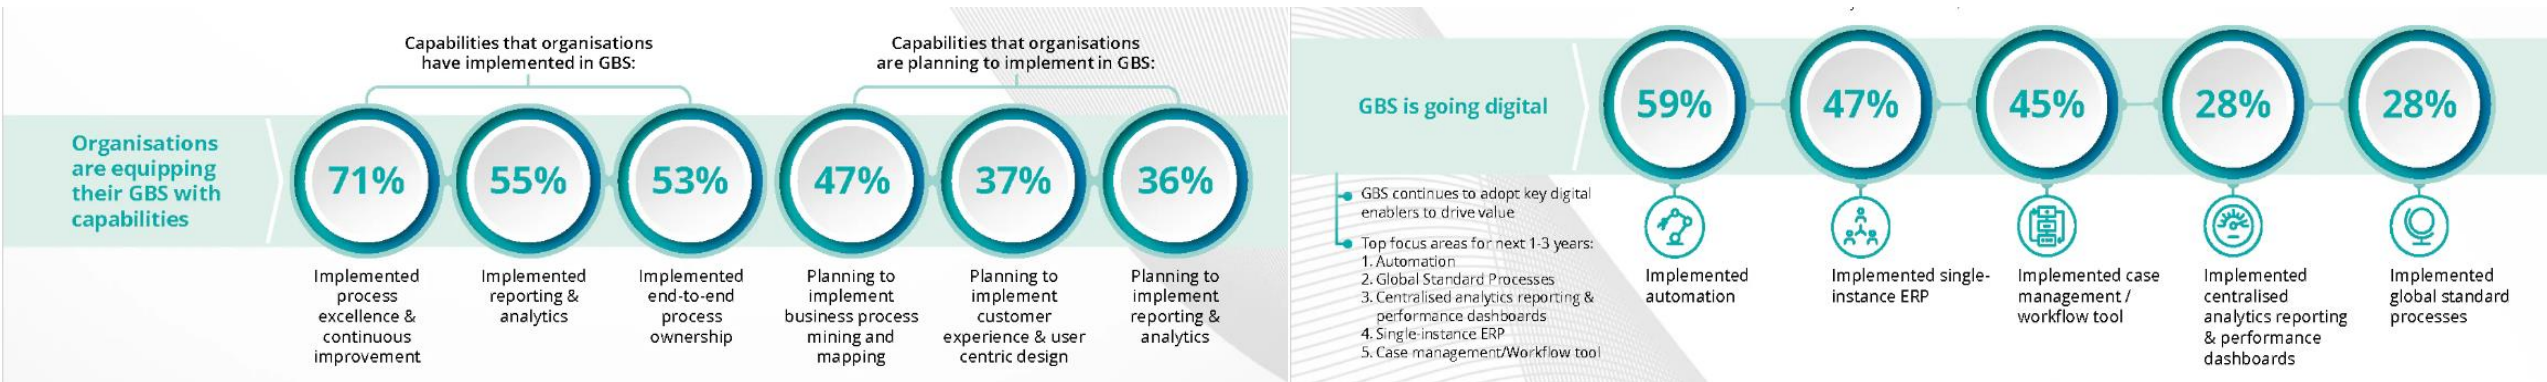 Capabilities that organisations
have implemented in GBS:
Capabilities that organisations
are planning to implement in GBS:
Organisations
are equipping
their GBS with
capabilities
71%
55%
53%
47%
37%
36%
Implemented
process
excellence &
continuous
improvement
Implemented
reporting &
analytics
Implemented
end-to-end
process
ownership
Planning to
implement
business process
mining and
mapping
Planning to
implement
customer
experience & user
centric design
Planning to
implement
reporting &
analytics
GBS is going digital
GBS continues to adopt key digital
enablers to drive value
Top focus areas for next 1-3 years:
1. Automation
2. Global Standard Processes
3. Centralised analytics reporting &
performance dashboards
4. Single-instance ERP
5. Case management/Workflow tool
59%
47%
45%
28%
28%
Implemented
automation
Implemented single-
instance ERP
Implemented case
management /
workflow tool
Implemented
centralised
analytics reporting
& performance
dashboards
Implemented
global standard
processes